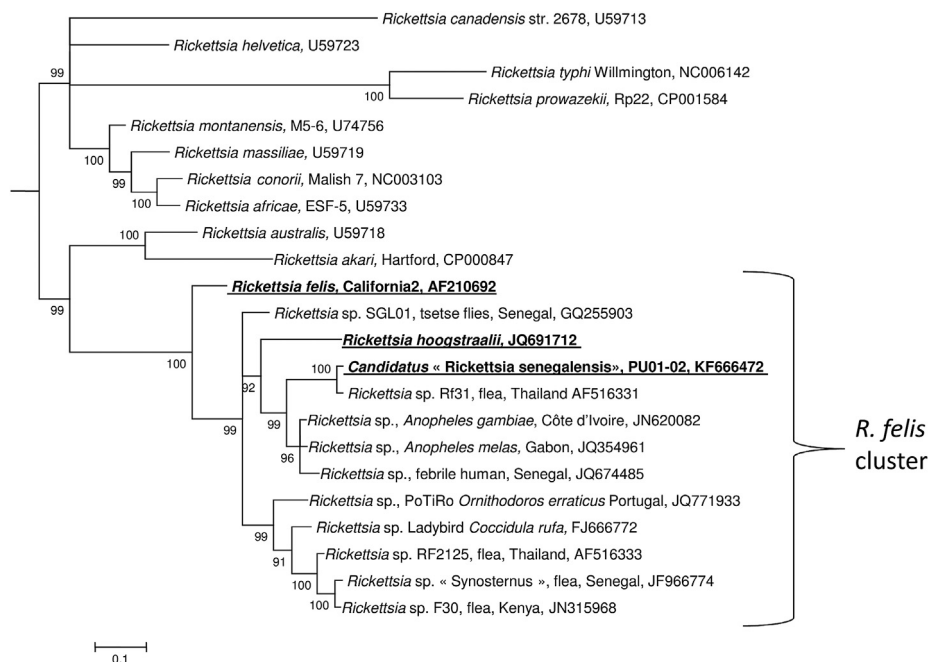 Rickettsia canadensis str. 2678, U59713
Rickettsia helvetica, U59723
99
Rickettsia typhi Willmington, NC006142
100
Rickettsia prowazekii, Rp22, CP001584
Rickettsia montanensis, M5-6, U74756
100
Rickettsia massiliae, U59719
99
Rickettsia conorii, Malish 7, NC003103
100
Rickettsia africae, ESF-5, U59733
100
Rickettsia australis, U59718
Rickettsia akari, Hartford, CP000847
99
Rickettsia felis, California2, AF210692
Rickettsia sp. SGL01, tsetse flies, Senegal, GQ255903
Rickettsia hoogstraalii, JQ691712
100
100
Candidatus « Rickettsia senegalensis», PU01-02, KF666472
92
Rickettsia sp. Rf31, flea, Thailand AF516331
99
99
Rickettsia sp., Anopheles gambiae, Côte d'Ivoire, JN620082
Rickettsia sp., Anopheles melas, Gabon, JQ354961
96
Rickettsia sp., febrile human, Senegal, JQ674485
Rickettsia sp., PoTiRo Ornithodoros erraticus Portugal, JQ771933
99
Rickettsia sp. Ladybird Coccidula rufa, FJ666772
91
Rickettsia sp. RF2125, flea, Thailand, AF516333
100
Rickettsia sp. « Synosternus », flea, Senegal, JF966774
100
Rickettsia sp. F30, flea, Kenya, JN315968
R. felis
cluster
0.1